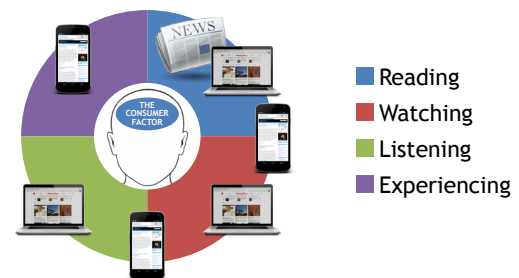 NEWS
THE
CONSUMER
FACTOR
Reading
Watching
Listening
Experiencing